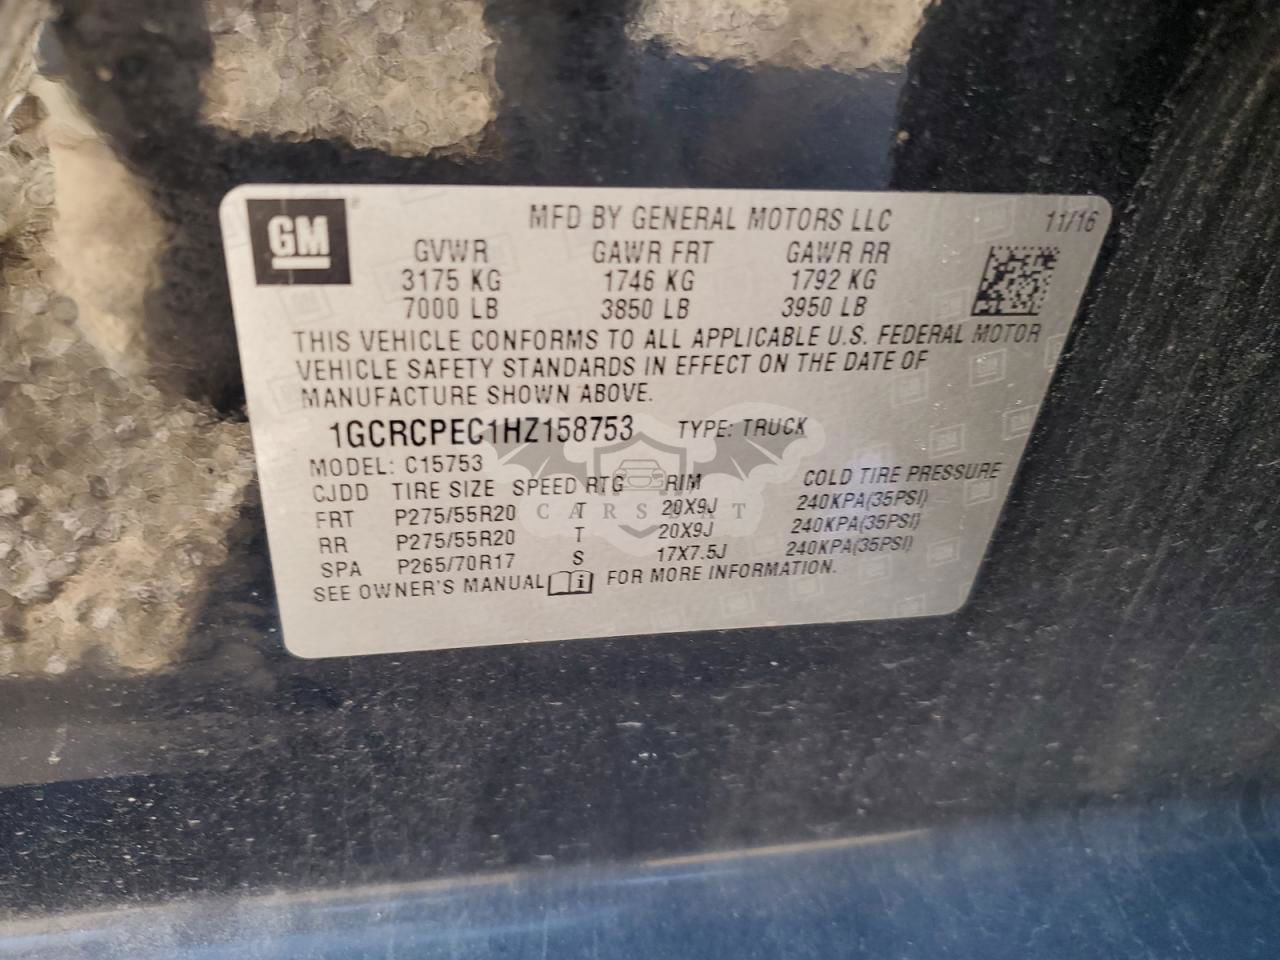 GM
MFD BY GENERAL MOTORS LLC 11/16
GVWR GAWR FRT GAWR RR
3175 KG 1746 KG 1792 KG
7000 LB 3850 LB 3950 LB
THIS VEHICLE CONFORMS TO ALL APPLICABLE U.S. FEDERAL MOTOR
VEHICLE SAFETY STANDARDS IN EFFECT ON THE DATE OF
MANUFACTURE SHOWN ABOVE.
1GCRCPEC1HZ158753 TYPE: TRUCK
MODEL: C15753
CJDD TIRE SIZE SPEED RTG RIM COLD TIRE PRESSURE
FRT P275/55R20 T 20X9J 240KPA(35PSI)
RR P275/55R20 T 20X9J 240KPA(35PSI)
SPA P265/70R17 S 17X7.5J 240KPA(35PSI)
SEE OWNER'S MANUAL i FOR MORE INFORMATION.